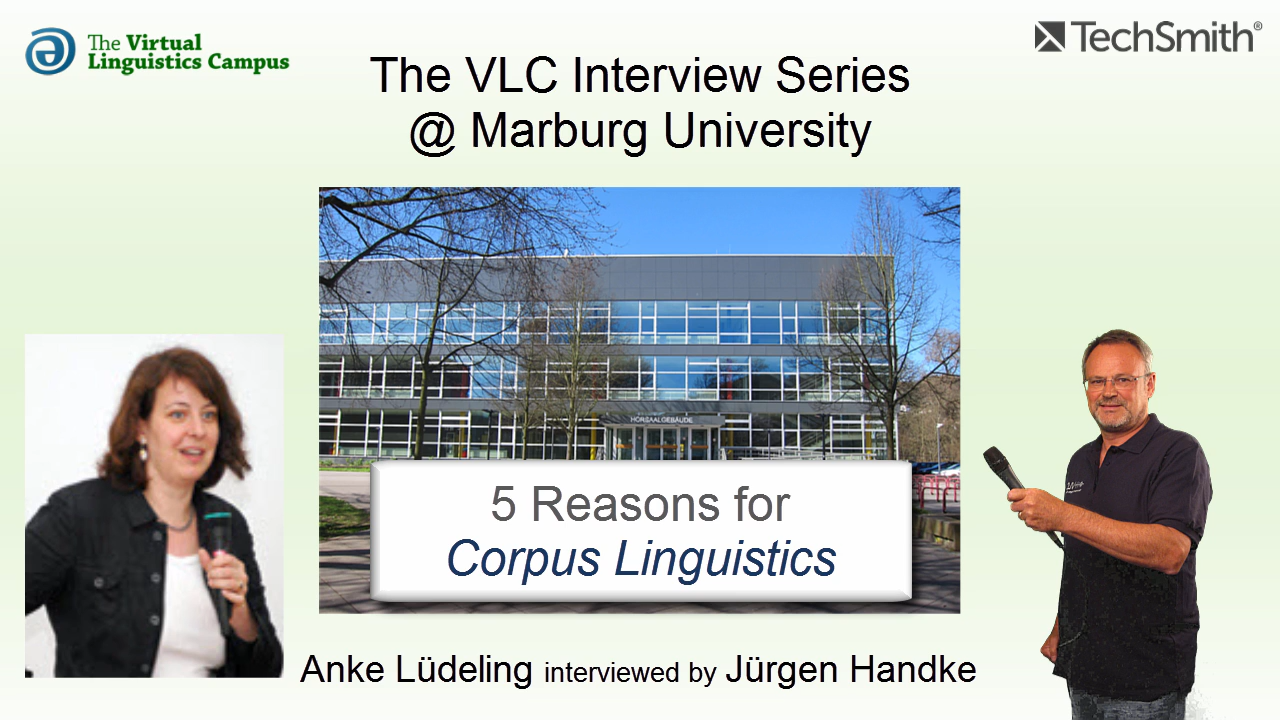 The Virtual
Linguistics Campus
TechSmith®
The VLC Interview Series
@ Marburg University
HÖRSAALGEBÄUDE
5 Reasons for
Corpus Linguistics
Anke Lüdeling interviewed by Jürgen Handke